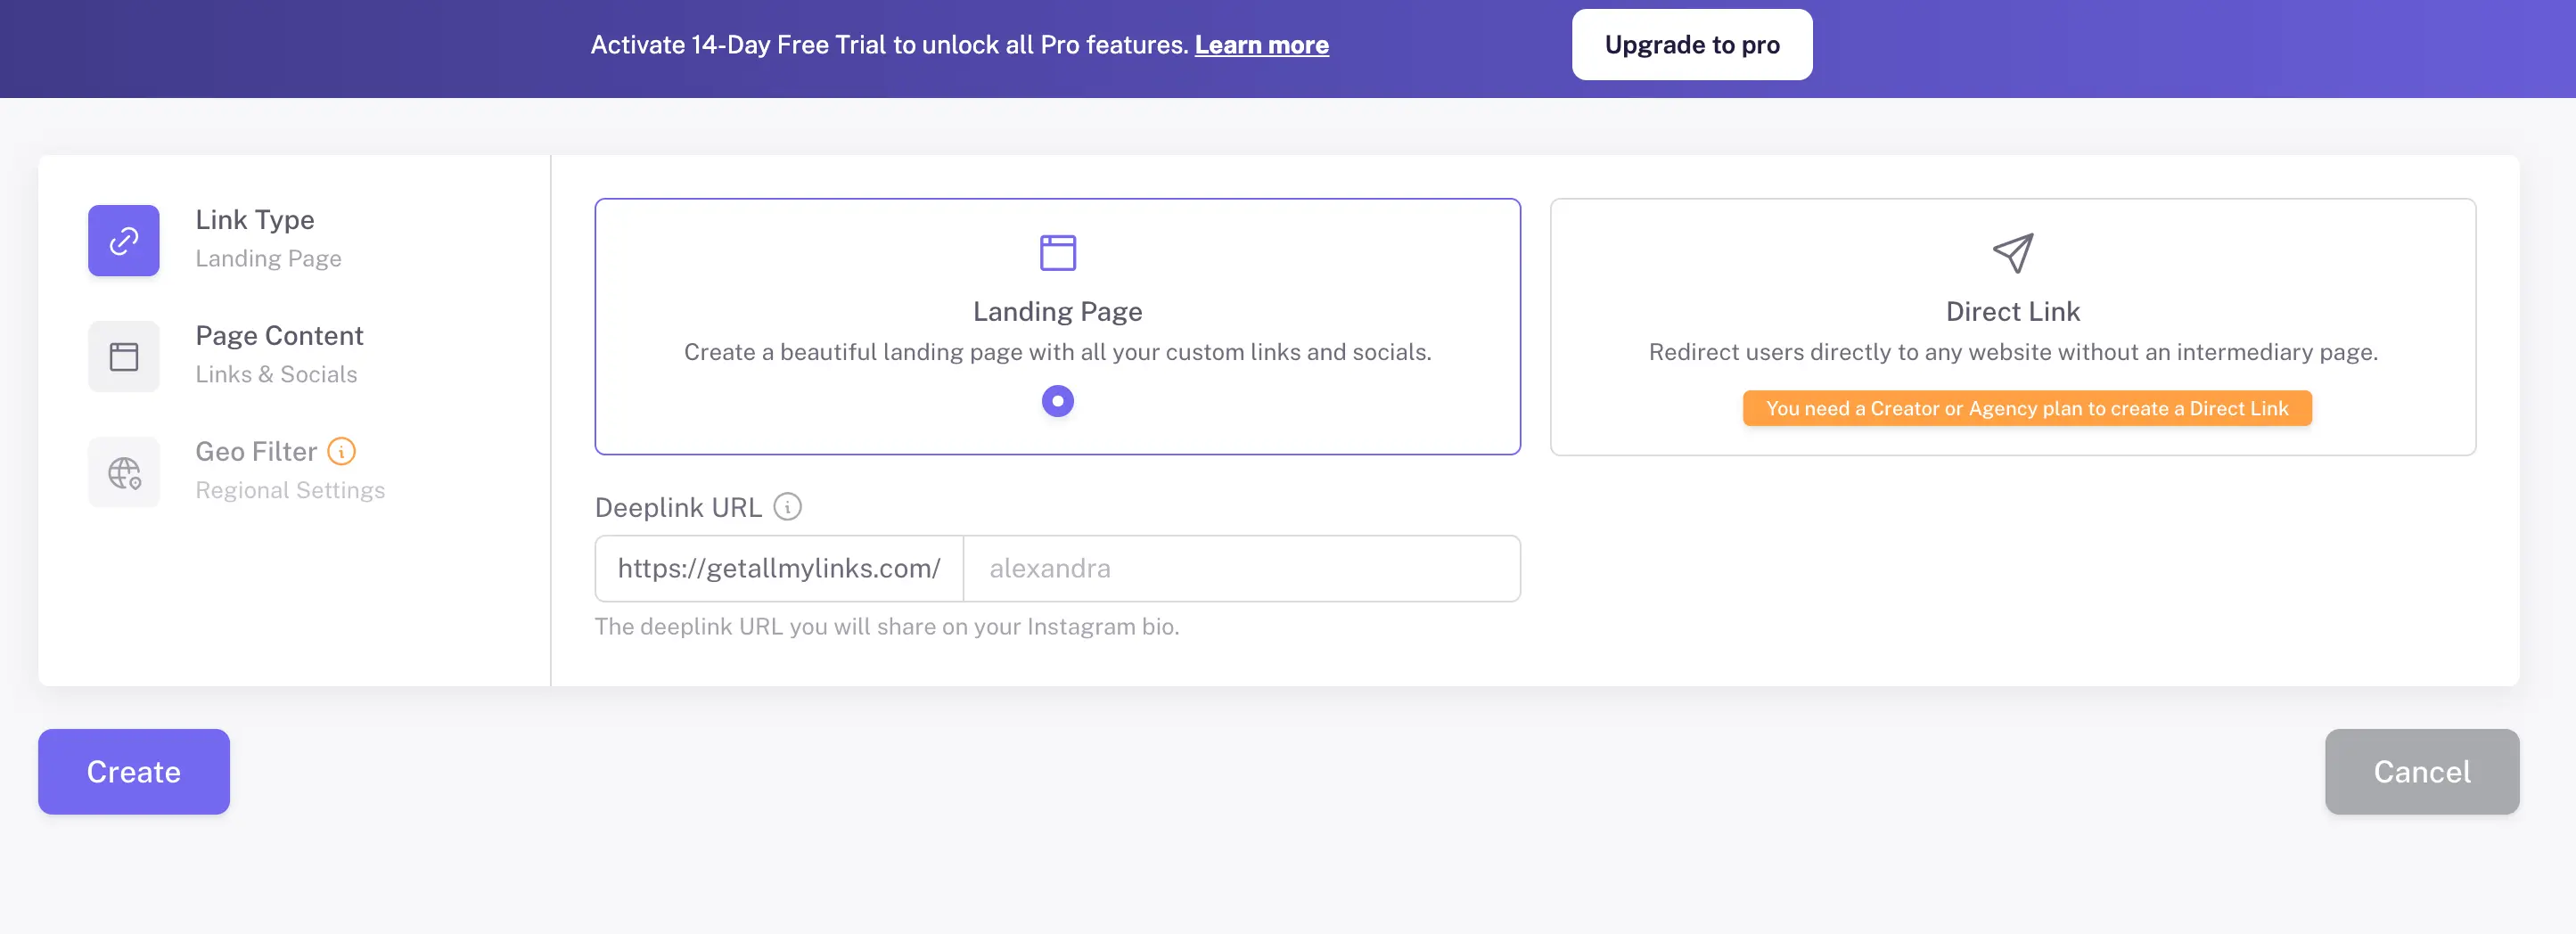 Activate 14-Day Free Trial to unlock all Pro features. Learn more
Upgrade to pro
Link Type
Landing Page
Page Content
Links & Socials
Geo Filter
Regional Settings
Landing Page
Create a beautiful landing page with all your custom links and socials.
Direct Link
Redirect users directly to any website without an intermediary page.
You need a Creator or Agency plan to create a Direct Link
Deeplink URL
https://getallmylinks.com/ alexandra
The deeplink URL you will share on your Instagram bio.
Create
Cancel